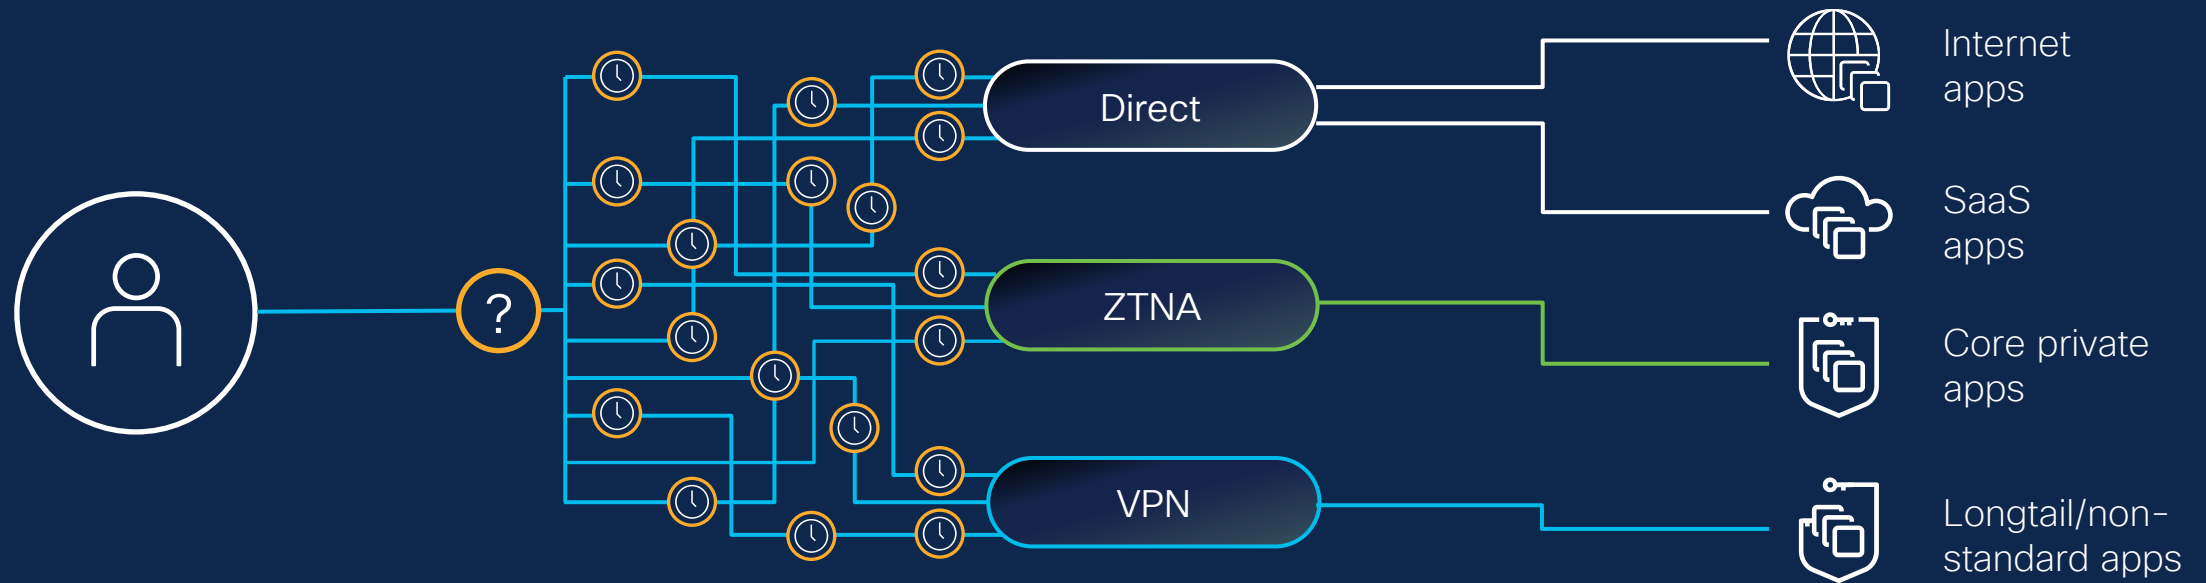 ?
Direct
ZTNA
VPN
Internet
apps
SaaS
apps
Core private
apps
Longtail/non-
standard apps